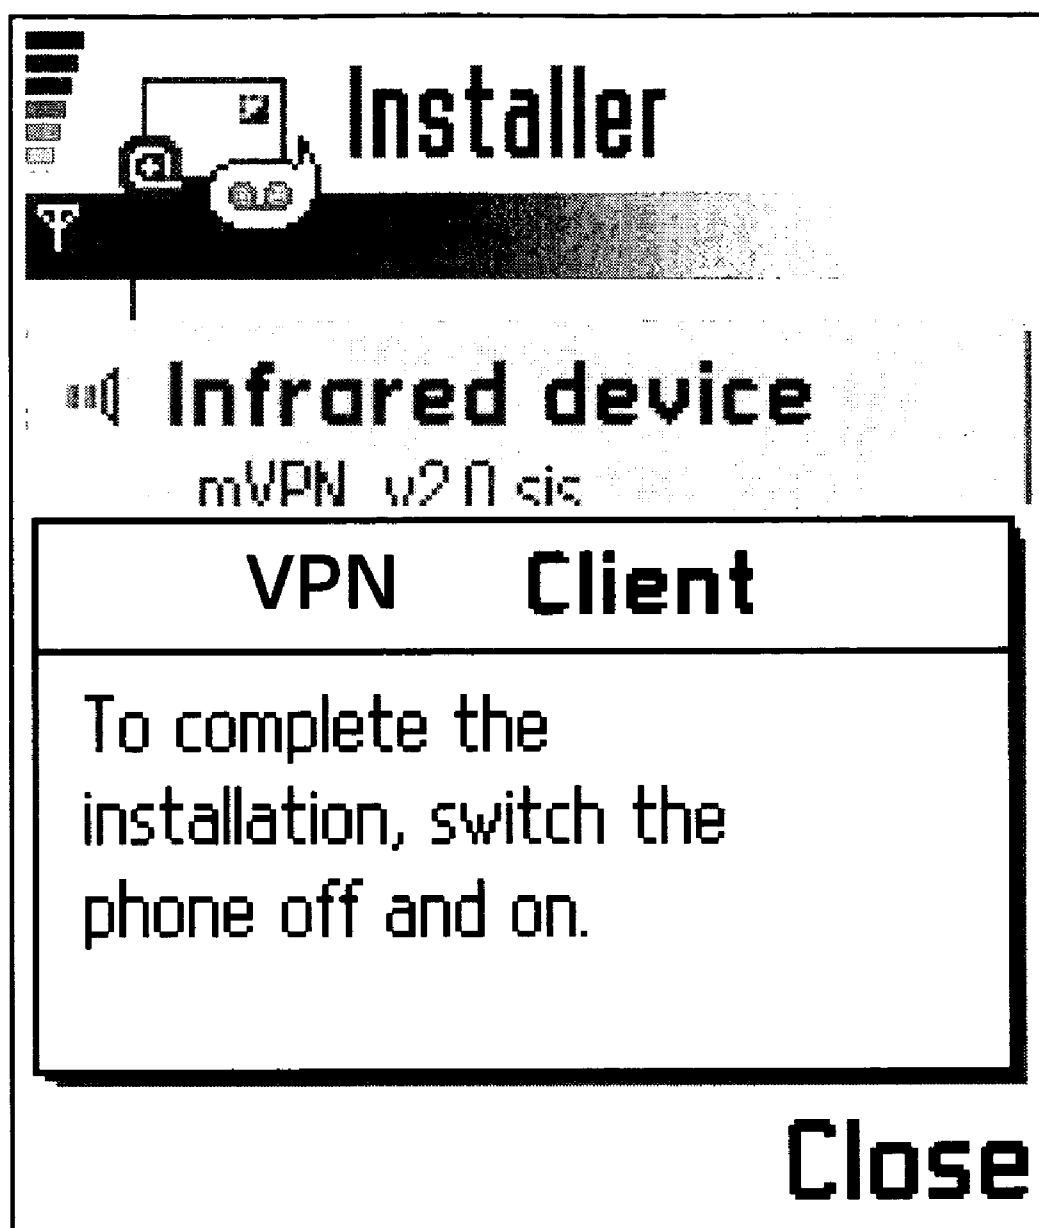 Installer
Infrared device
mVPN_v2.0.sis
VPN Client
To complete the
installation, switch the
phone off and on.
Close